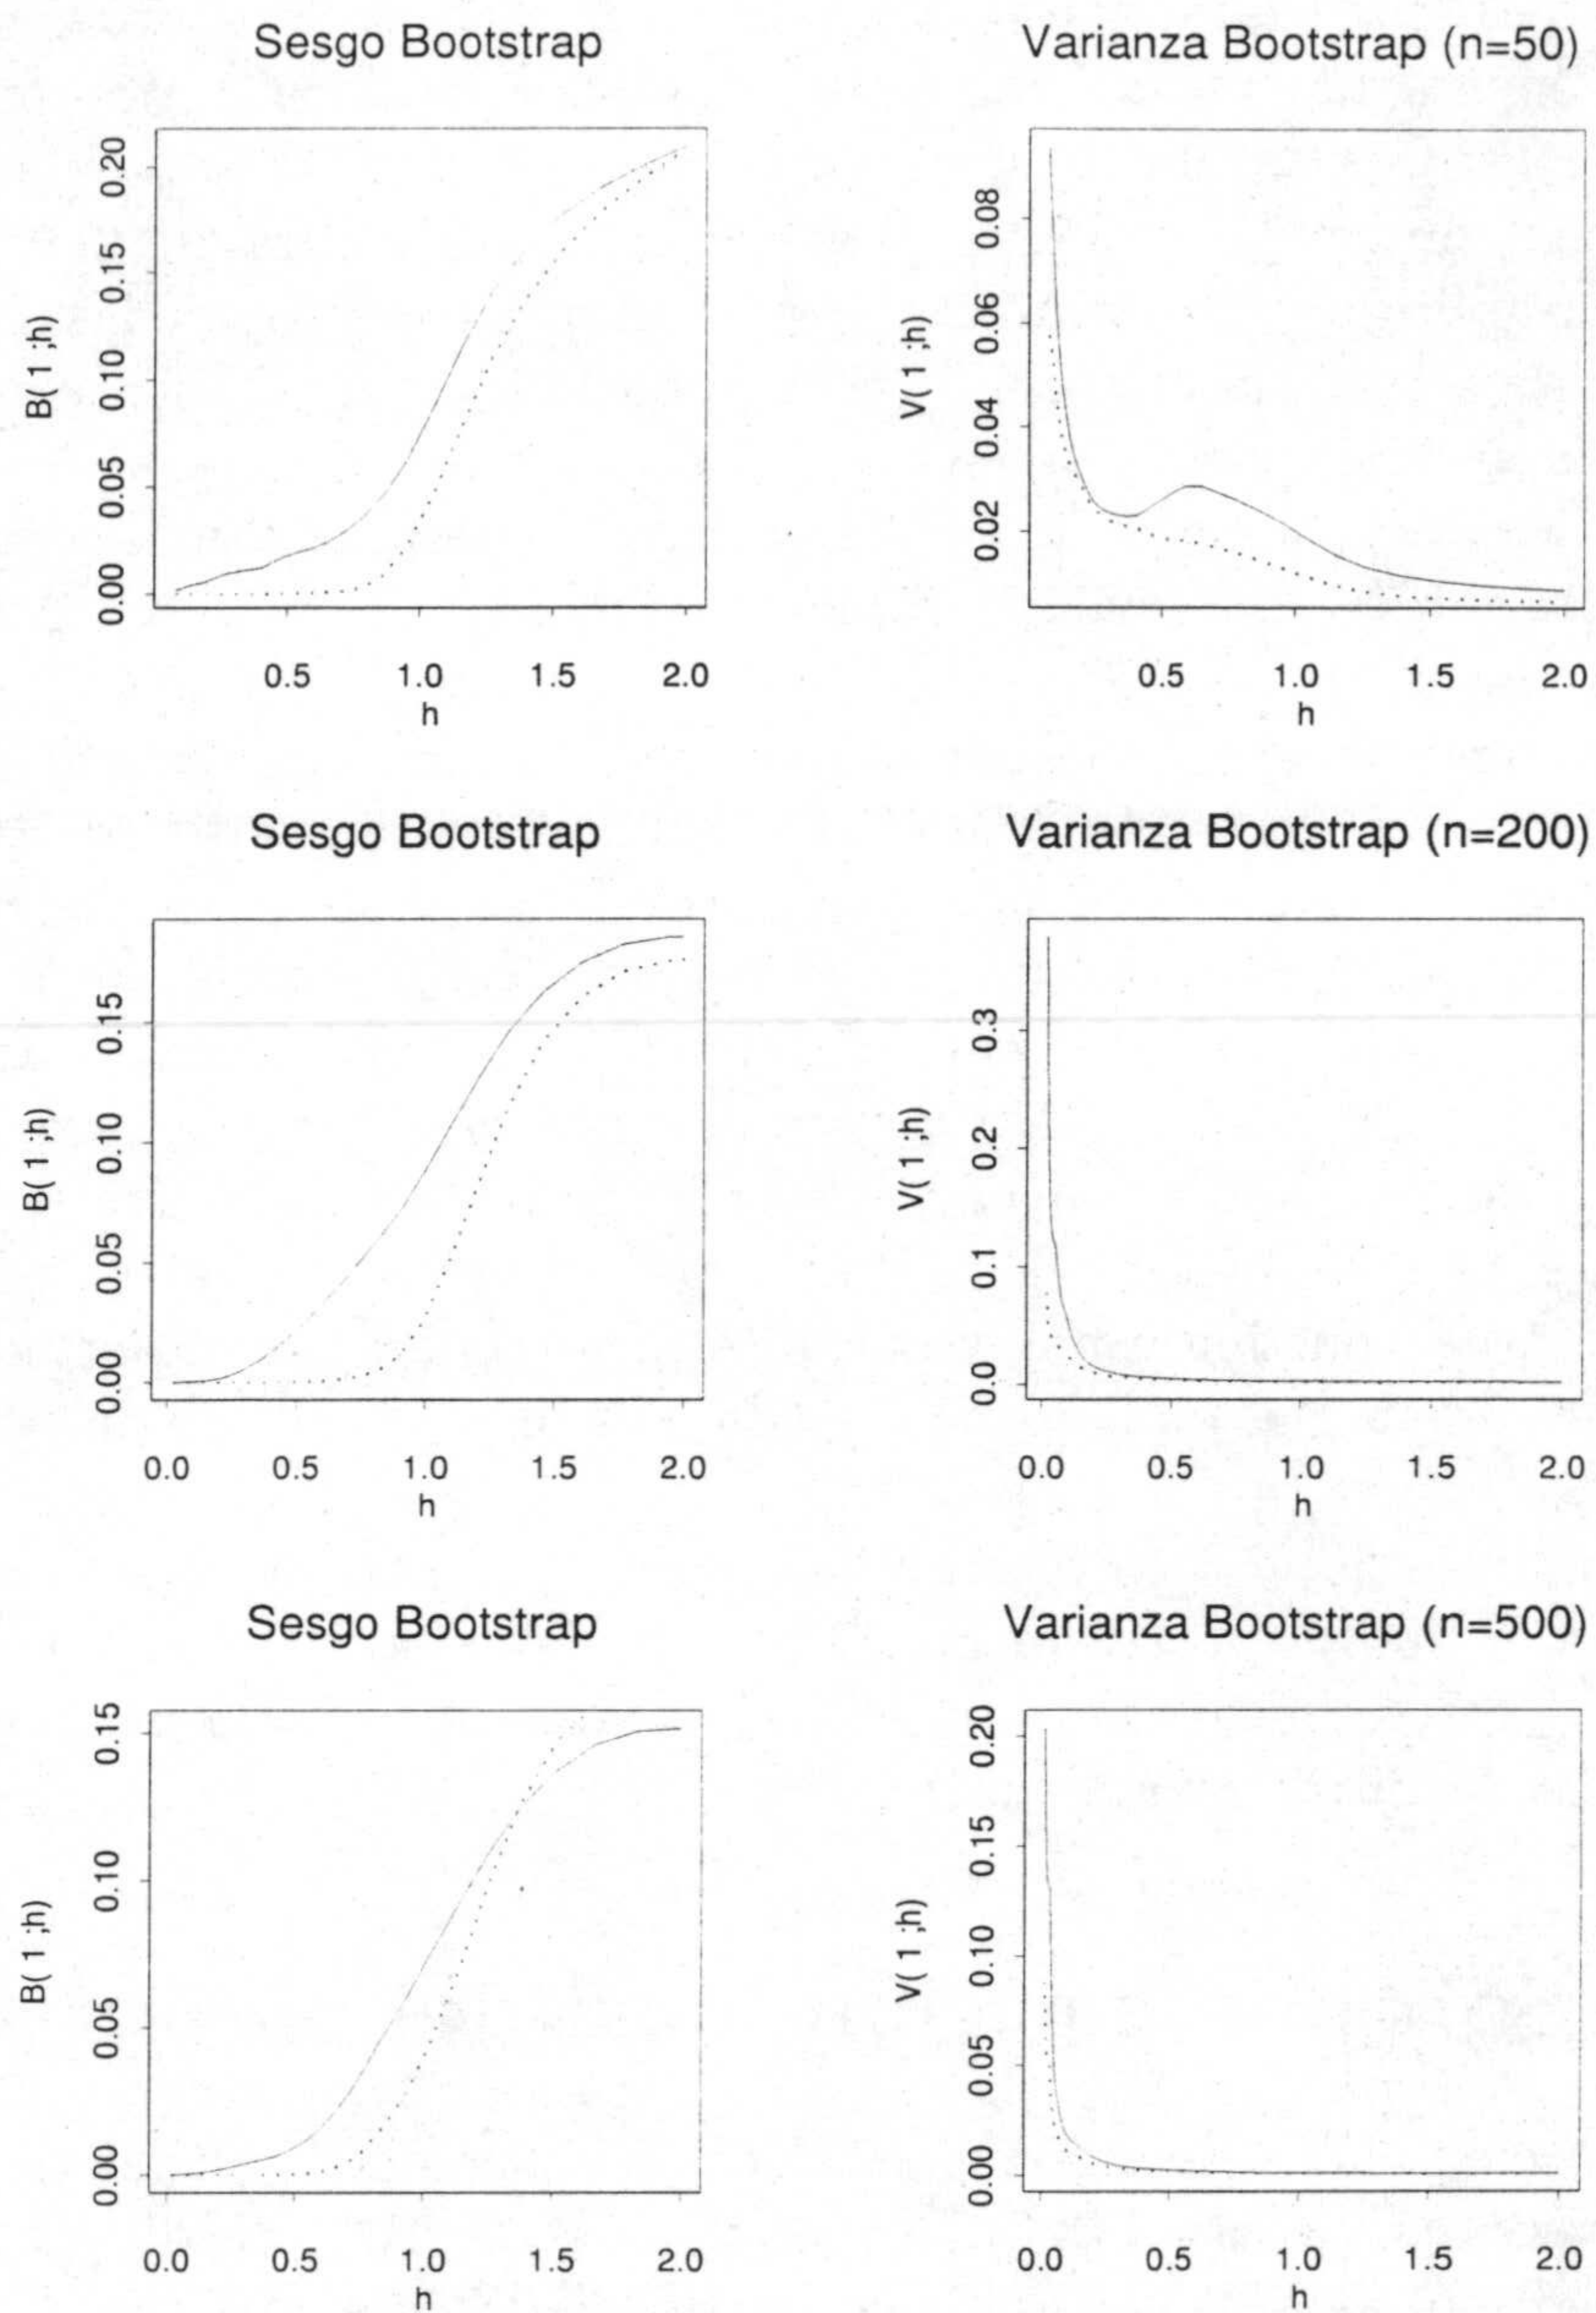 Sesgo Bootstrap
B( 1 ;h)
0.20
0.15
0.10
0.05
0.00
0.5 1.0 1.5 2.0
h
Varianza Bootstrap (n=50)
V( 1 ;h)
0.08
0.06
0.04
0.02
0.5 1.0 1.5 2.0
h
Sesgo Bootstrap
B( 1 ;h)
0.15
0.10
0.05
0.00
0.0 0.5 1.0 1.5 2.0
h
Varianza Bootstrap (n=200)
V( 1 ;h)
0.3
0.2
0.1
0.0
0.0 0.5 1.0 1.5 2.0
h
Sesgo Bootstrap
B( 1 ;h)
0.15
0.10
0.05
0.00
0.0 0.5 1.0 1.5 2.0
h
Varianza Bootstrap (n=500)
V( 1 ;h)
0.20
0.15
0.10
0.05
0.00
0.0 0.5 1.0 1.5 2.0
h